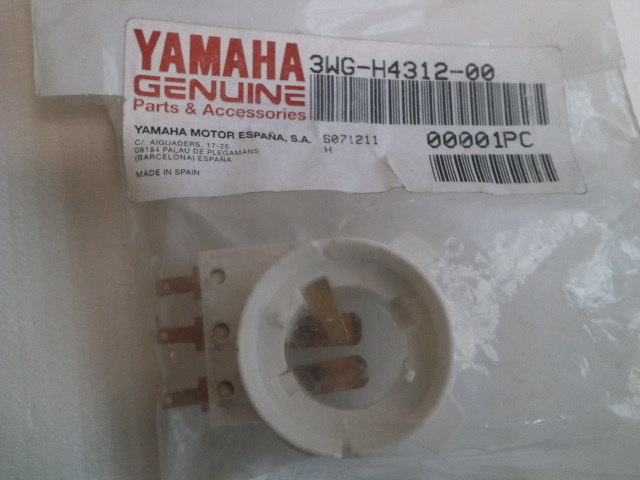 YAMAHA
GENUINE
Parts & Accessories
3WG-H4312-00
YAMAHA MOTOR ESPAÑA, S.A.
C/. AIGUADERS, 17-25
08184 PALAU DE PLEGAMANS
(BARCELONA) ESPAÑA
MADE IN SPAIN
S071211
H
00001PC